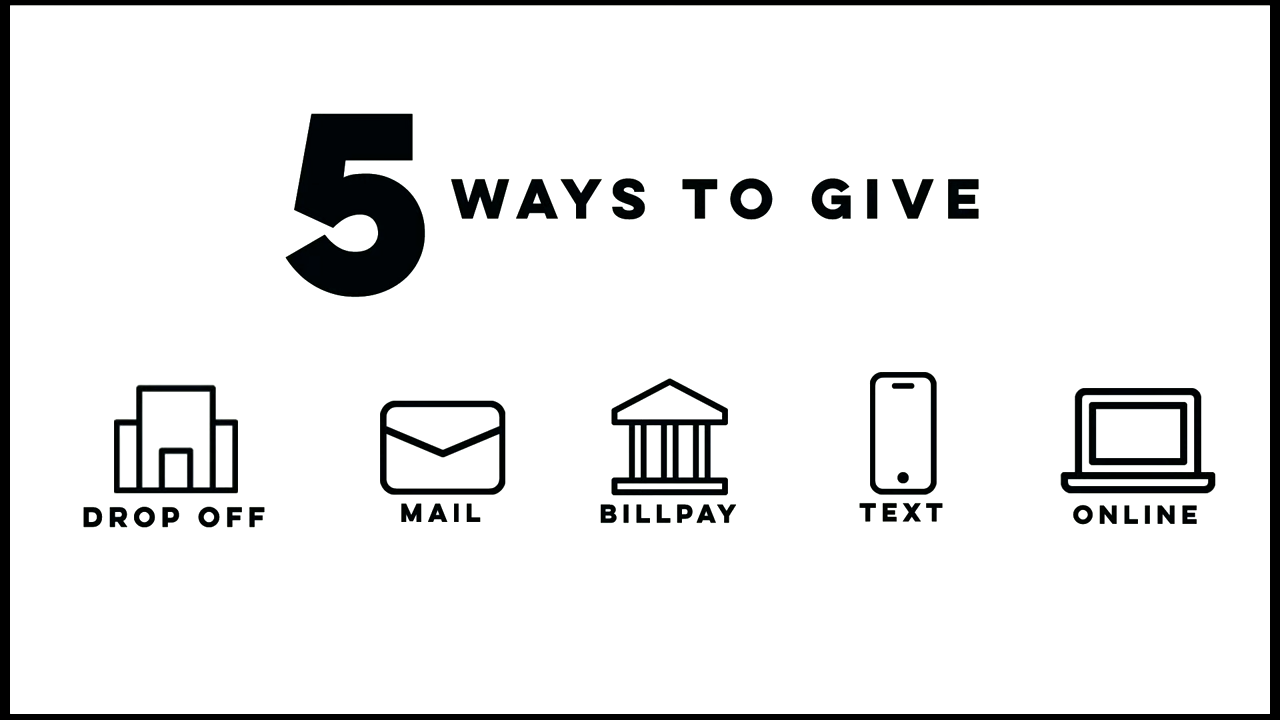 5 WAYS TO GIVE
DROP OFF
MAIL
BILLPAY
TEXT
ONLINE